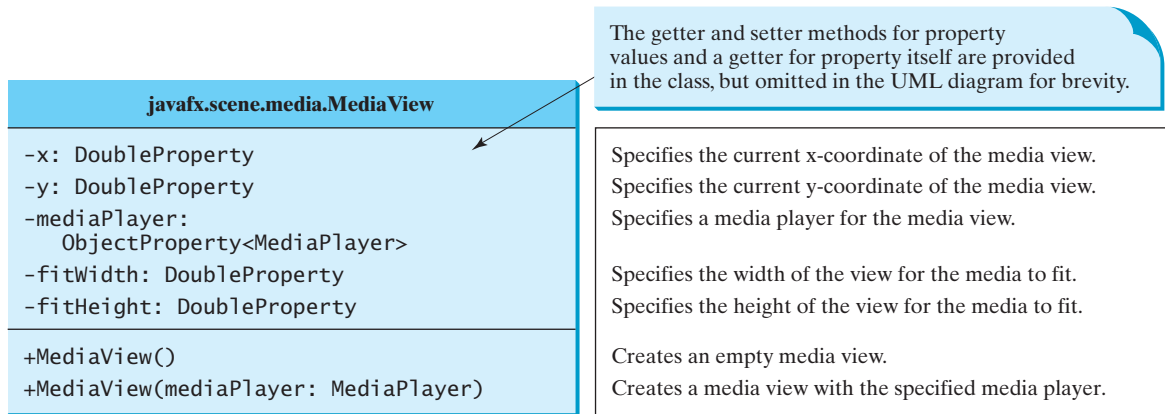 The getter and setter methods for property
values and a getter for property itself are provided
in the class, but omitted in the UML diagram for brevity.
javafx.scene.media.MediaView
-x: DoubleProperty
Specifies the current x-coordinate of the media view.
-y: DoubleProperty
Specifies the current y-coordinate of the media view.
-mediaPlayer:
Specifies a media player for the media view.
ObjectProperty<MediaPlayer>
-fitWidth: DoubleProperty
Specifies the width of the view for the media to fit.
-fitHeight: DoubleProperty
Specifies the height of the view for the media to fit.
+MediaView()
Creates an empty media view.
+MediaView(mediaPlayer: MediaPlayer)
Creates a media view with the specified media player.